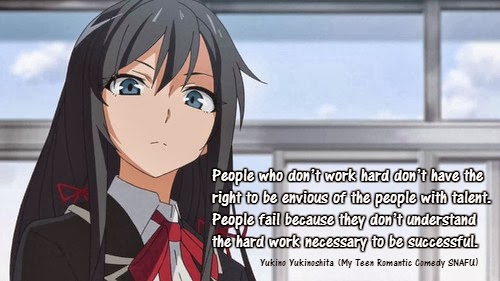 People who don't work hard don't have the
right to be envious of the people with talent.
People fail because they don't understand
the hard work necessary to be successful.
Yukino Yukinoshita (My Teen Romantic Comedy SNAFU)